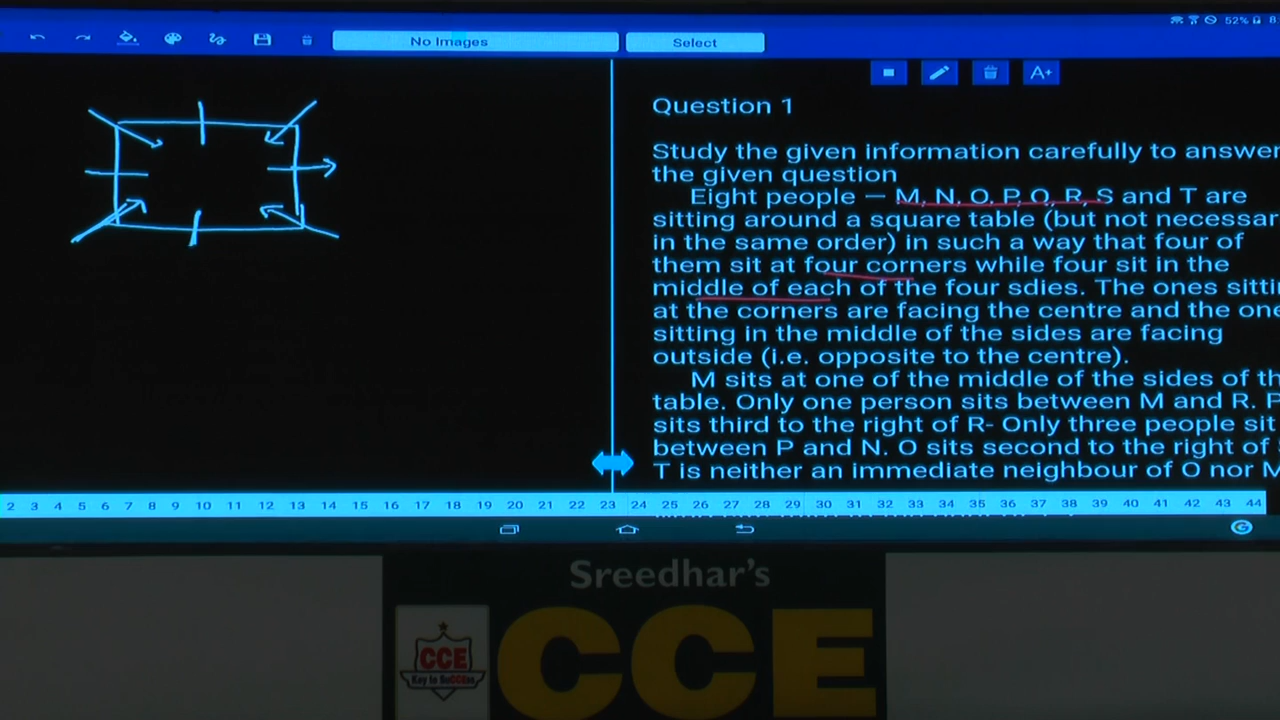 52%
No Images
Select
A+
Question 1
Study the given information carefully to answer
the given question
Eight people – M, N, O, P, Q, R, S and T are
sitting around a square table (but not necessar
in the same order) in such a way that four of
them sit at four corners while four sit in the
middle of each of the four sdies. The ones sitti
at the corners are facing the centre and the one
sitting in the middle of the sides are facing
outside (i.e. opposite to the centre).
M sits at one of the middle of the sides of th
table. Only one person sits between M and R. P
sits third to the right of R- Only three people sit
between P and N. O sits second to the right of
T is neither an immediate neighbour of O nor M
2 3 4 5 6 7 8 9 10 11 12 13 14 15 16 17 18 19 20 21 22 23 24 25 26 27 28 29 30 31 32 33 34 35 36 37 38 39 40 41 42 43 44
Sreedhar's
CCE
CCE
Key to SuCCEss